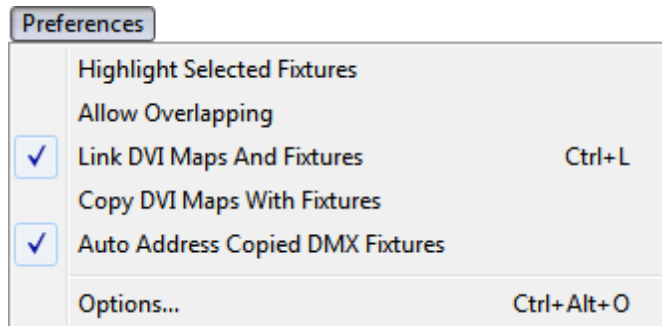 Preferences
Highlight Selected Fixtures
Allow Overlapping
Link DVI Maps And Fixtures Ctrl+L
Copy DVI Maps With Fixtures
Auto Address Copied DMX Fixtures
Options... Ctrl+Alt+O